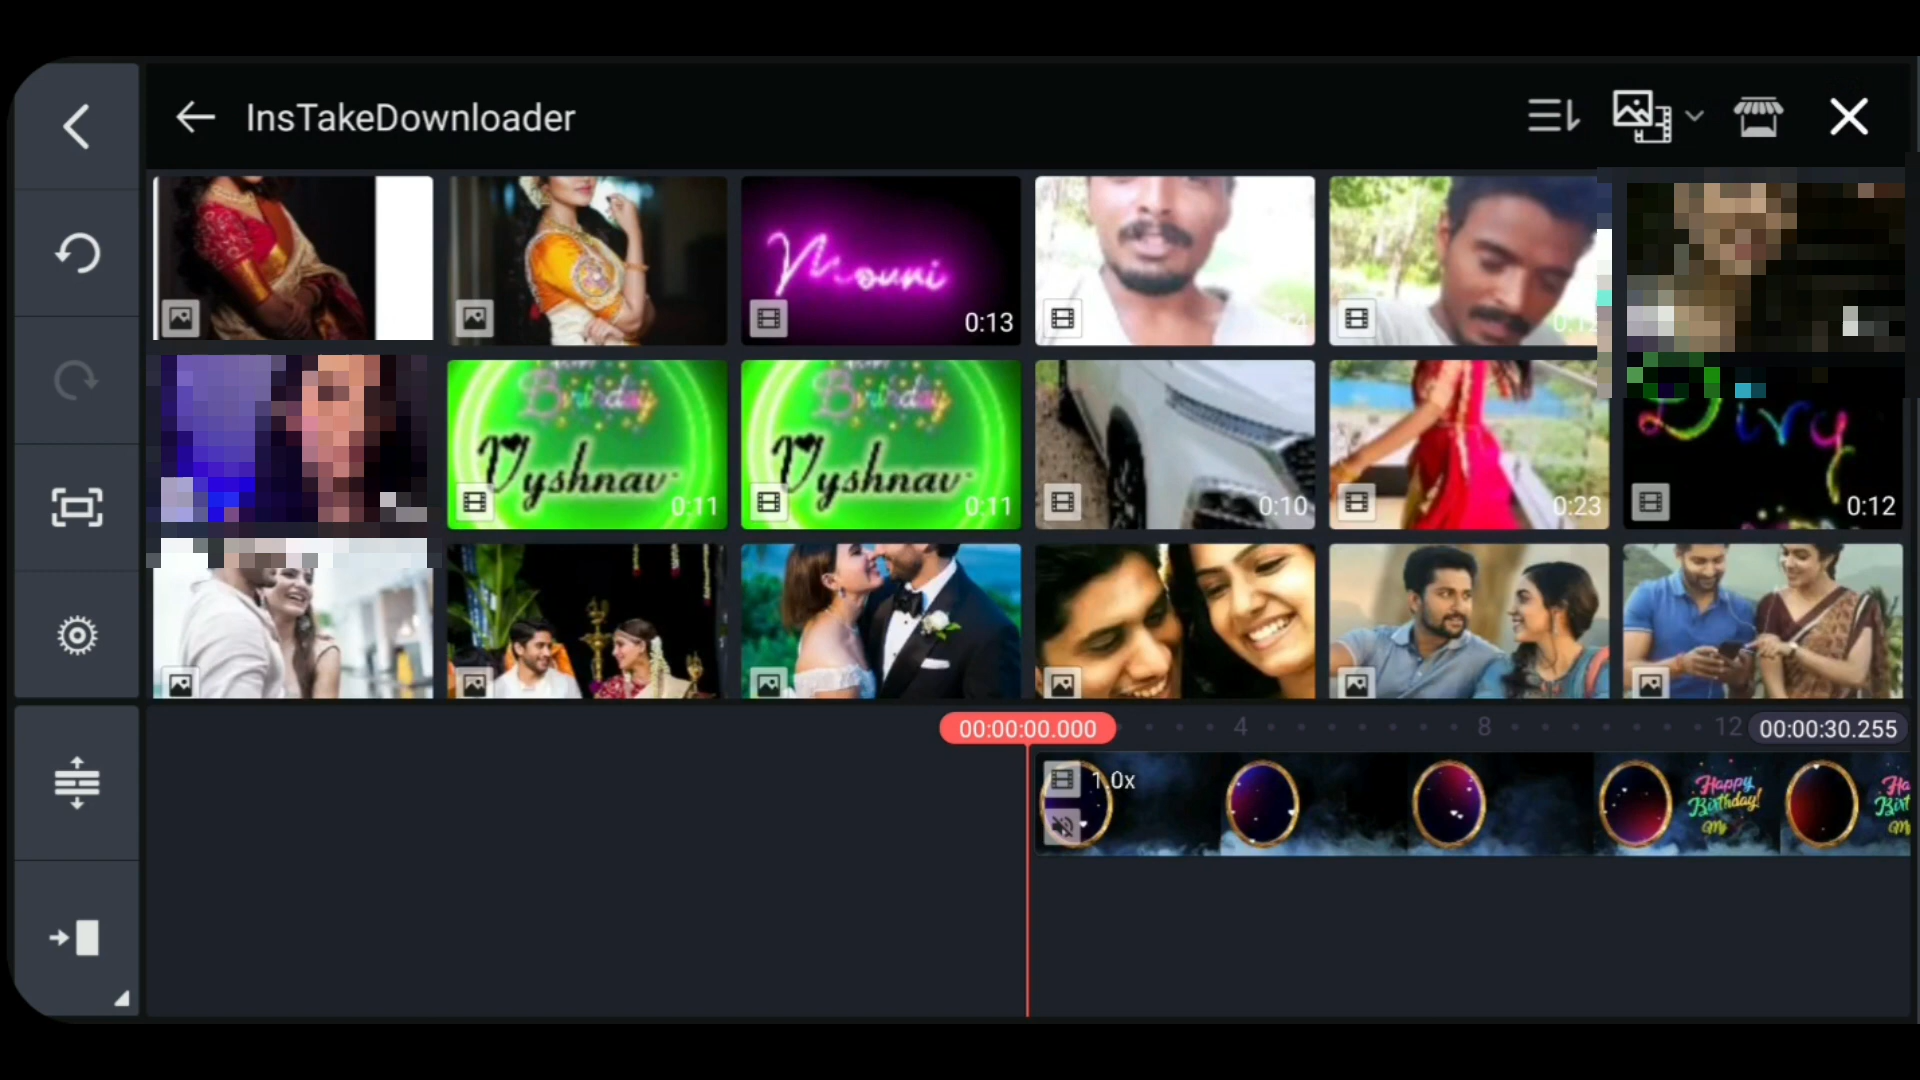 InsTakeDownloader
Mouni
0:13
Birthday
Vyshnav
0:11
Birthday
Vyshnav
0:11
0:10
0:23
Divy
0:12
00:00:00.000
4
8
12
00:00:30.255
1.0x
Happy
Birthday!